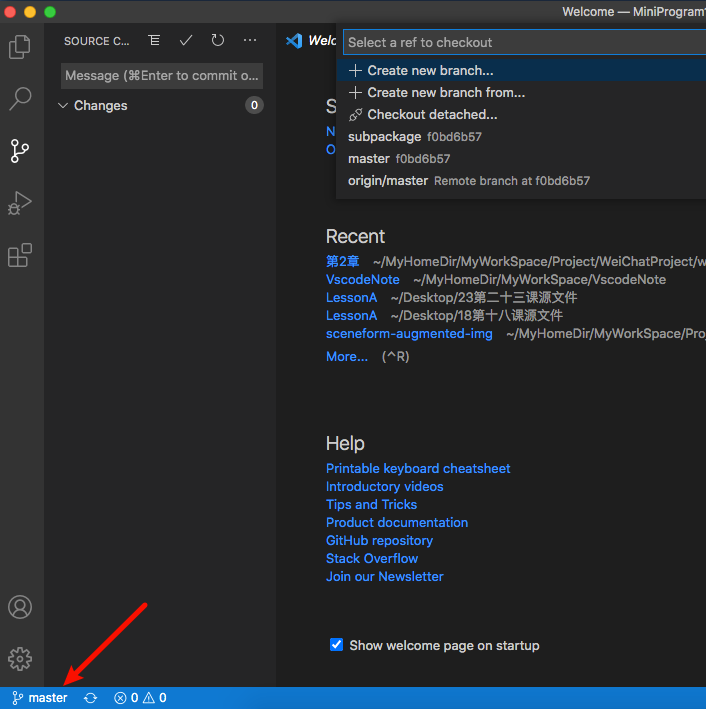 Welcome — MiniProgram
SOURCE C...
Welc
Message (⌘Enter to commit o...
Changes
0
Select a ref to checkout
Create new branch...
Create new branch from...
Checkout detached...
subpackage f0bd6b57
master f0bd6b57
origin/master Remote branch at f0bd6b57
S
N
O
Recent
第2章 ~/MyHomeDir/MyWorkSpace/Project/WeiChatProject/w
VscodeNote ~/MyHomeDir/MyWorkSpace/VscodeNote
LessonA ~/Desktop/23第二十三课源文件
LessonA ~/Desktop/18第十八课源文件
sceneform-augmented-img ~/MyHomeDir/MyWorkSpace/Proj
More... (^R)
Help
Printable keyboard cheatsheet
Introductory videos
Tips and Tricks
Product documentation
GitHub repository
Stack Overflow
Join our Newsletter
Show welcome page on startup
master 0 0